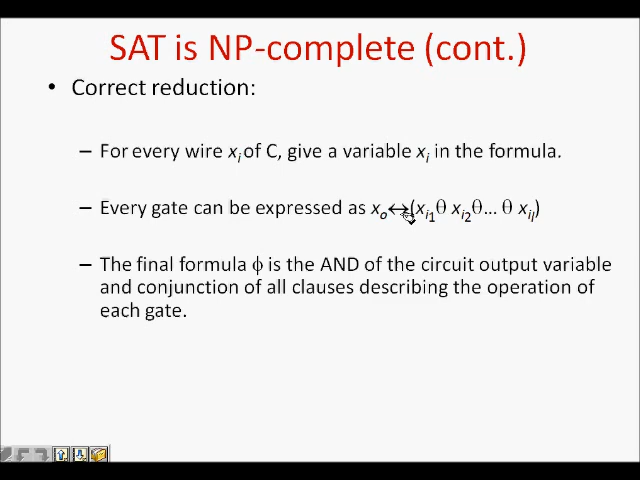 SAT is NP-complete (cont.)
• Correct reduction:
– For every wire xᵢ of C, give a variable xᵢ in the formula.
– Every gate can be expressed as xₒ↔(xᵢ₁θ xᵢ₂θ… θ xᵢₗ)
– The final formula ϕ is the AND of the circuit output variable
and conjunction of all clauses describing the operation of
each gate.